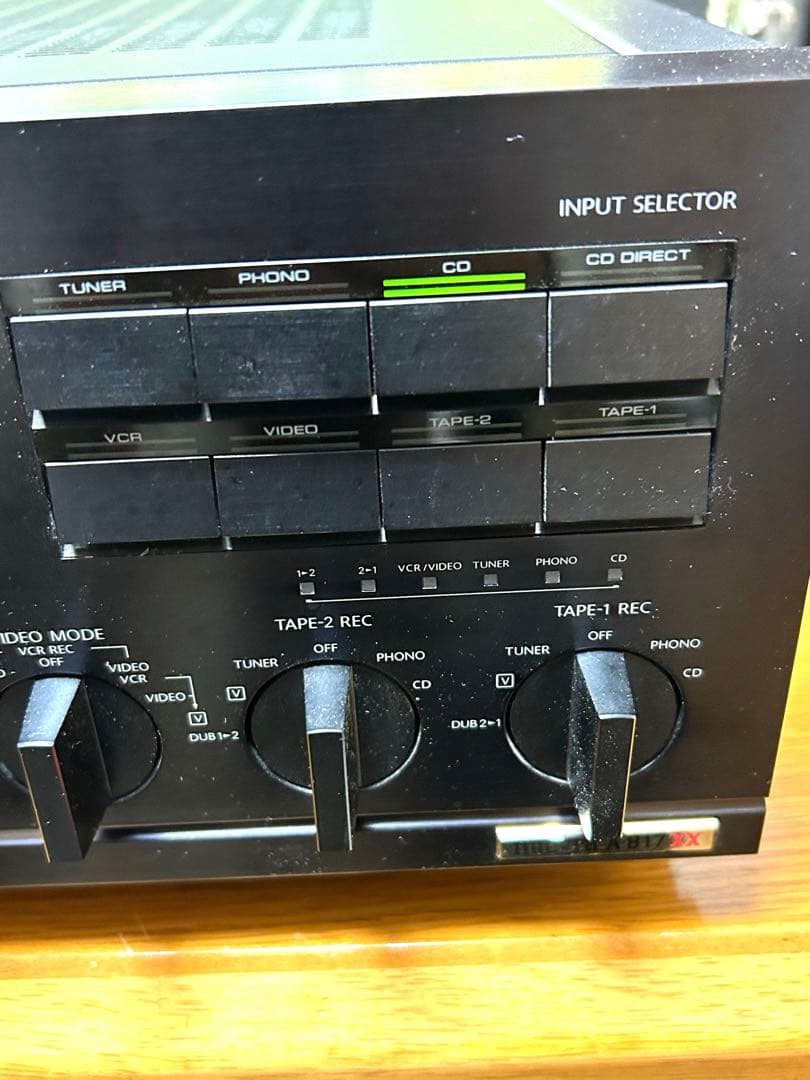 INPUT SELECTOR
TUNER PHONO CD CD DIRECT
VCR VIDEO TAPE-2 TAPE-1
1►2 2►1 VCR/VIDEO TUNER PHONO CD
IDEO MODE
VCR REC
OFF
VIDEO
VCR
VIDEO
V
TAPE-2 REC
OFF
TUNER
PHONO
V
CD
DUB 1►2
TAPE-1 REC
OFF
TUNER
PHONO
V
CD
DUB 2►1